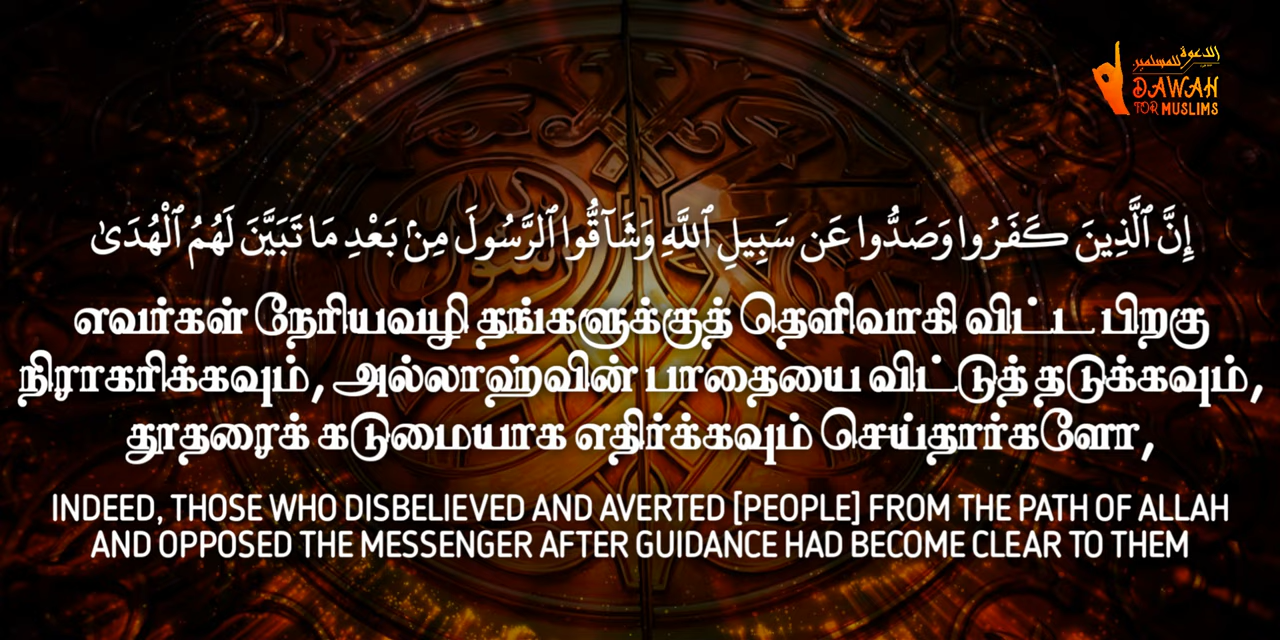 الدعوة للمسلمين
DAWAH
FOR MUSLIMS
إِنَّ ٱلَّذِينَ كَفَرُوا وَصَدُّوا عَن سَبِيلِ ٱللَّهِ وَشَآقُّوا ٱلرَّسُولَ مِنۢ بَعْدِ مَا تَبَيَّنَ لَهُمُ ٱلْهُدَىٰ
எவர்கள் நேரியவழி தங்களுக்குத் தெளிவாகி விட்ட பிறகு
நிராகரிக்கவும், அல்லாஹ்வின் பாதையை விட்டுத் தடுக்கவும்,
தூதரைக் கடுமையாக எதிர்க்கவும் செய்தார்களோ,
INDEED, THOSE WHO DISBELIEVED AND AVERTED [PEOPLE] FROM THE PATH OF ALLAH
AND OPPOSED THE MESSENGER AFTER GUIDANCE HAD BECOME CLEAR TO THEM